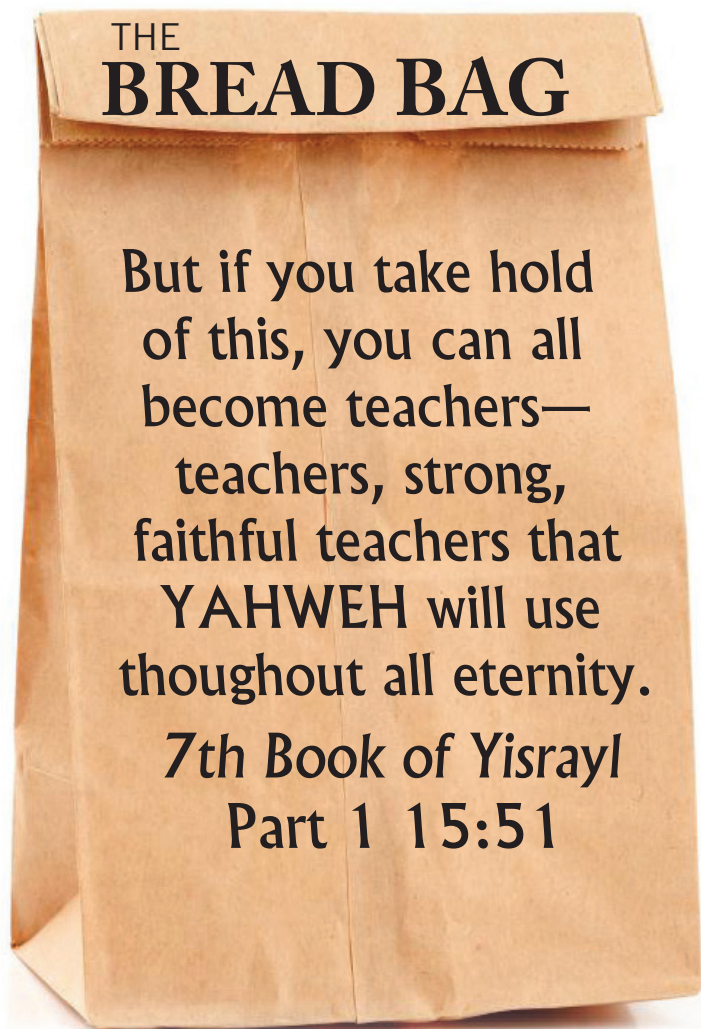 THE
BREAD BAG
But if you take hold
of this, you can all
become teachers—
teachers, strong,
faithful teachers that
YAHWEH will use
thoughout all eternity.
7th Book of Yisrayl
Part 1 15:51